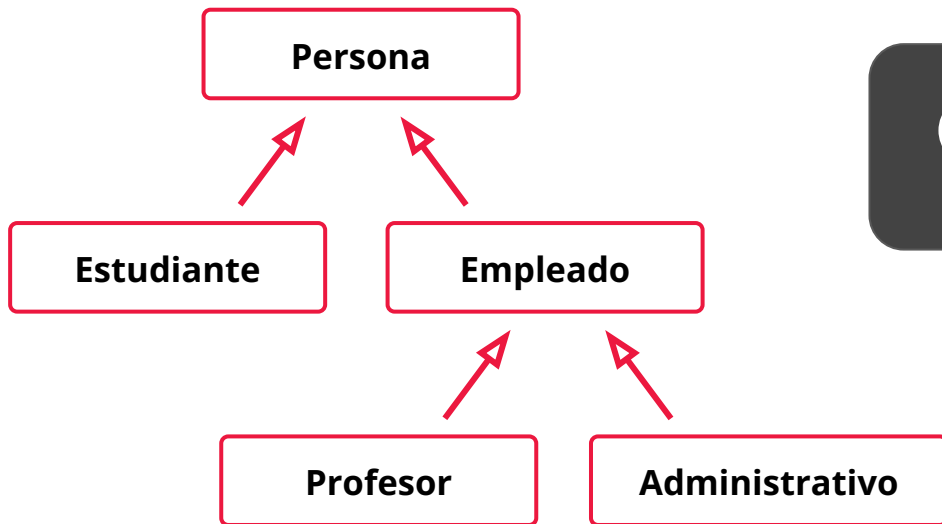 Persona
Estudiante
Empleado
Profesor
Administrativo